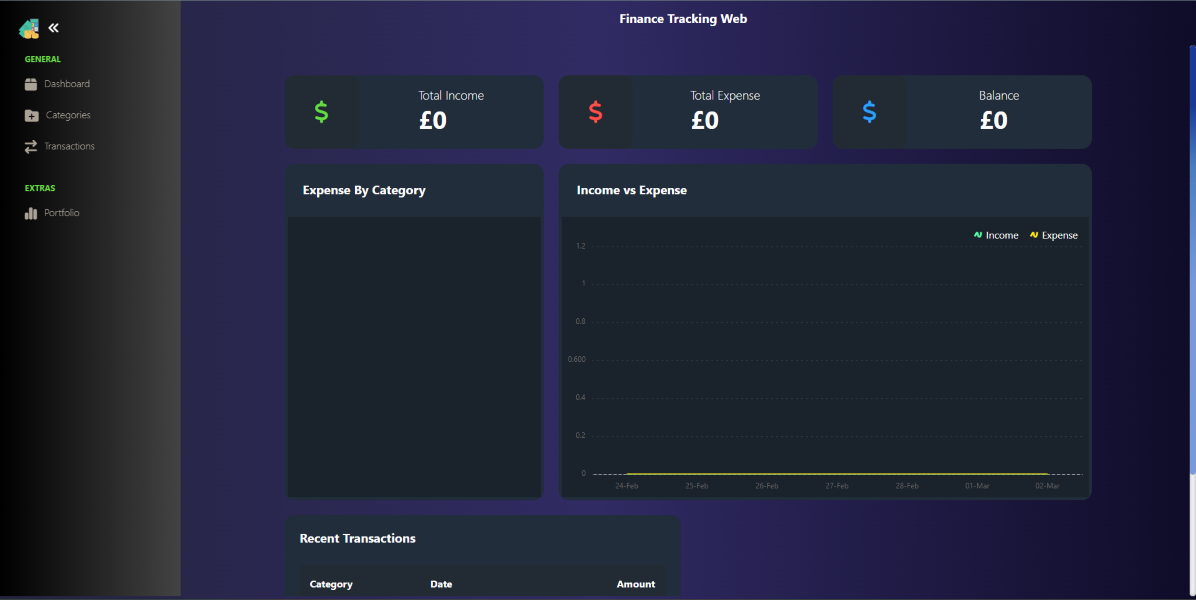 Finance Tracking Web
GENERAL
Dashboard
Categories
Transactions
EXTRAS
Portfolio
Total Income
£0
Total Expense
£0
Balance
£0
Expense By Category
Income vs Expense
Income Expense
1.2
1
0.8
0.600
0.4
0.2
0
24-Feb 25-Feb 26-Feb 27-Feb 28-Feb 01-Mar 02-Mar
Recent Transactions
Category Date Amount